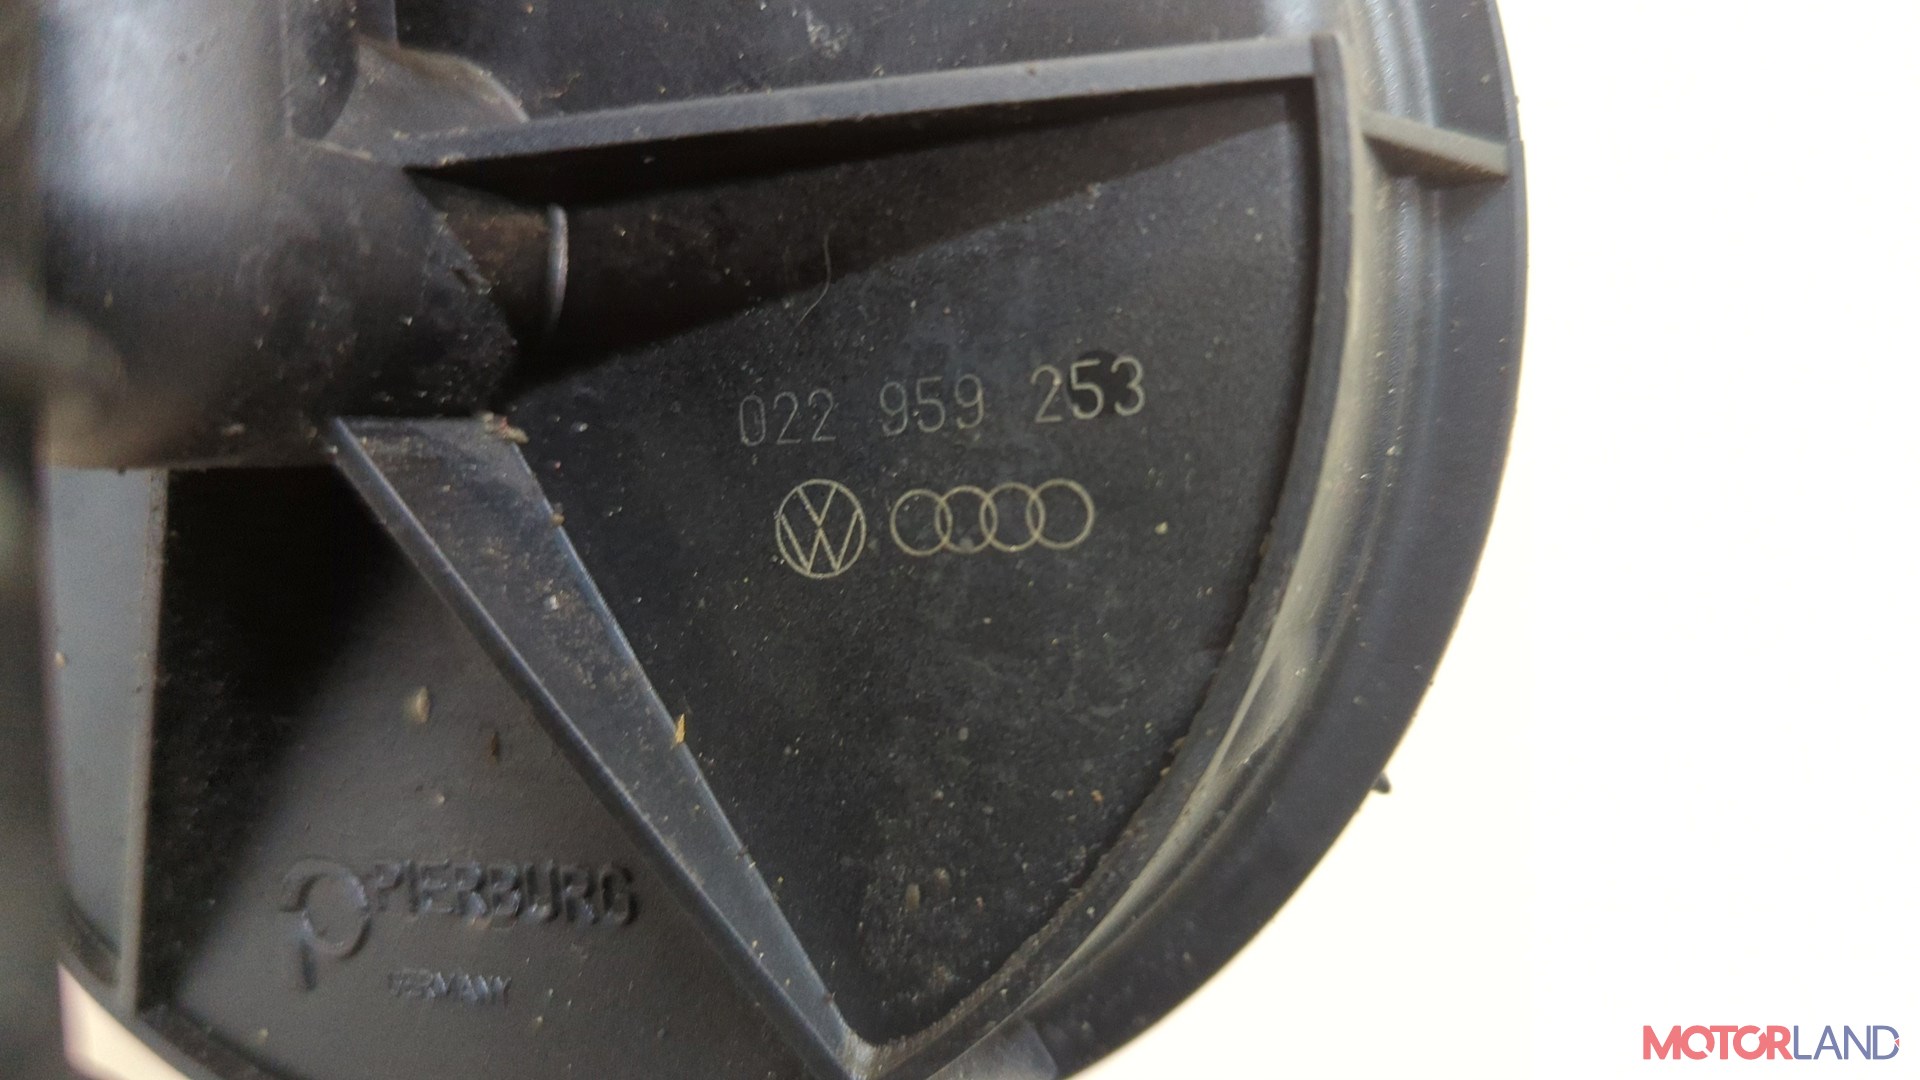 022 959 253
PIERBURG
GERMANY
MOTORLAND